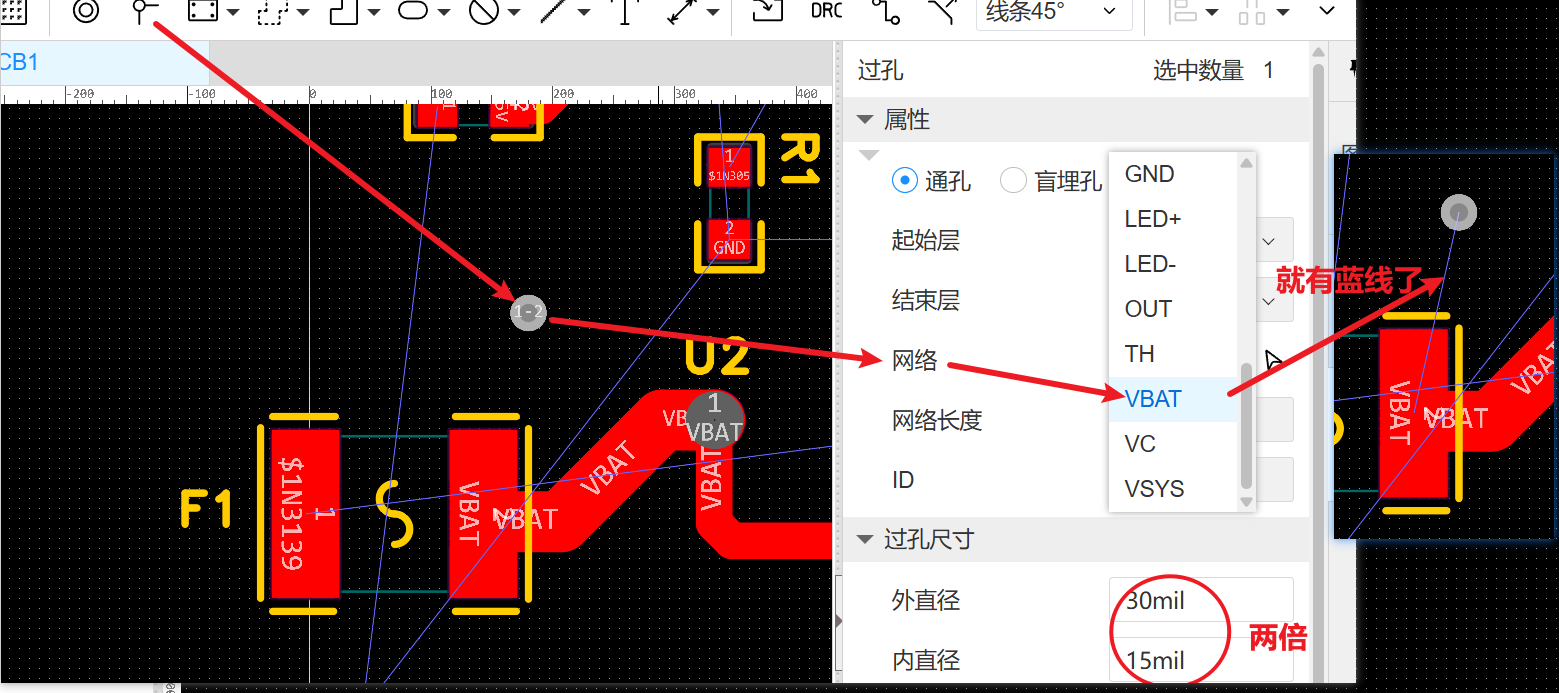 DRC
线条45°
CB1
-200
-100
0
100
200
300
400
过孔
选中数量 1
属性
通孔
盲埋孔
起始层
结束层
网络
网络长度
ID
GND
LED+
LED-
OUT
TH
VBAT
VC
VSYS
过孔尺寸
外直径
30mil
内直径
15mil
两倍
就有蓝线了
R1
1
$1N305
2
GND
1-2
U2
1
VBAT
VBAT
VBAT
F1
$1N3139
1
VBAT
2
VBAT
VBAT
2
VBAT
VBAT